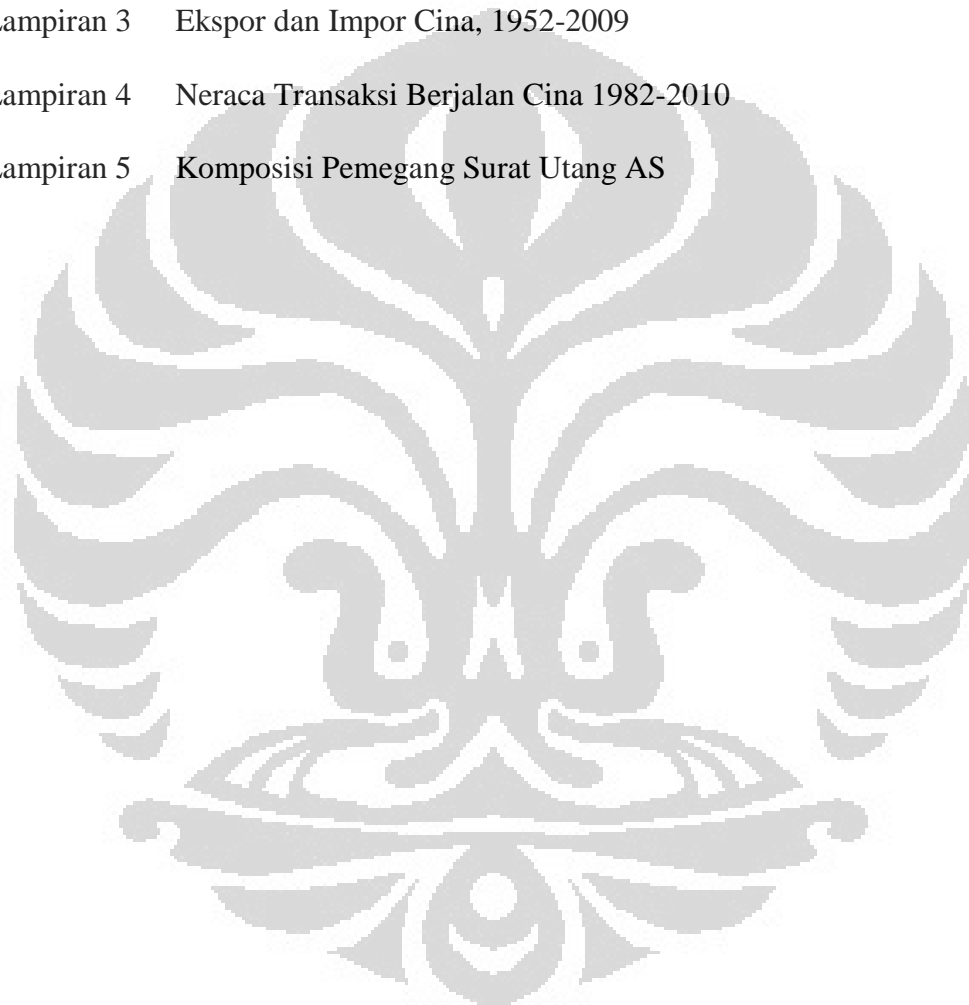 Lampiran 3 Ekspor dan Impor Cina, 1952-2009
Lampiran 4 Neraca Transaksi Berjalan Cina 1982-2010
Lampiran 5 Komposisi Pemegang Surat Utang AS